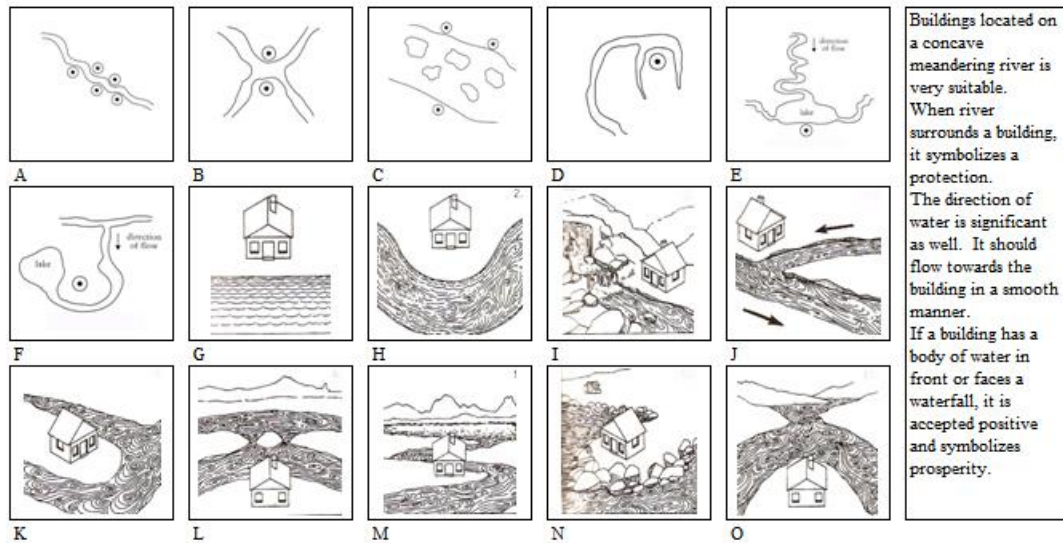 A
B
C
direction
of flow
lake
D
E
direction
of flow
lake
2.
F
G
H
I
J
K
L
M
N
O
Buildings located on
a concave
meandering river is
very suitable.
When river
surrounds a building,
it symbolizes a
protection.
The direction of
water is significant
as well. It should
flow towards the
building in a smooth
manner.
If a building has a
body of water in
front or faces a
waterfall, it is
accepted positive
and symbolizes
prosperity.